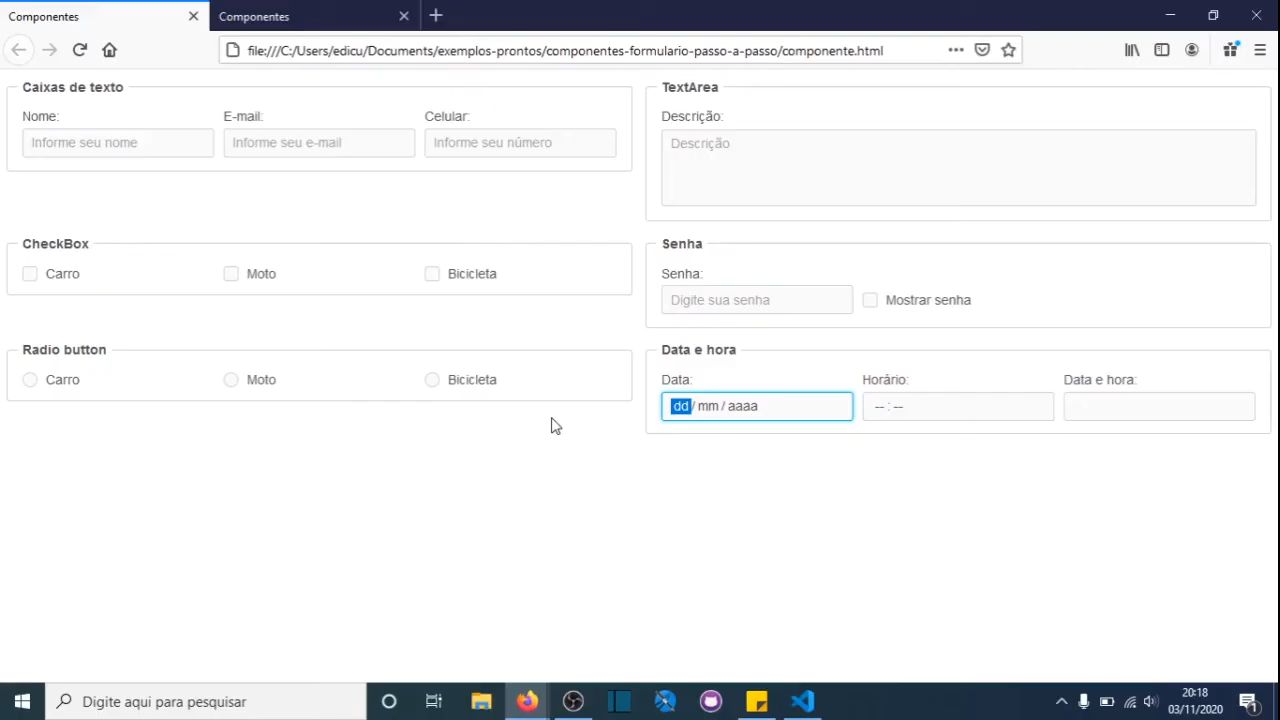 Componentes
Componentes
file:///C:/Users/edicu/Documents/exemplos-prontos/componentes-formulario-passo-a-passo/componente.html
Caixas de texto
Nome: E-mail: Celular:
Informe seu nome Informe seu e-mail Informe seu número
TextArea
Descrição:
Descrição
CheckBox
Carro Moto Bicicleta
Senha
Senha:
Digite sua senha Mostrar senha
Radio button
Carro Moto Bicicleta
Data e hora
Data: Horário: Data e hora:
dd / mm / aaaa -- : --
Digite aqui para pesquisar
20:18
03/11/2020
1